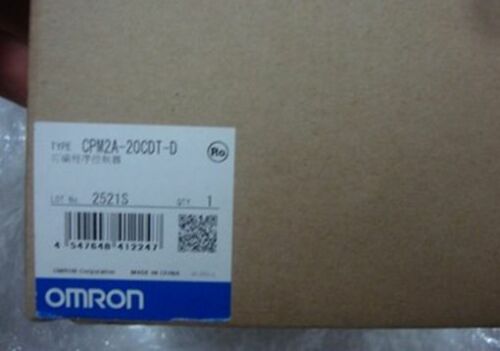 TYPE CPM2A-20CDT-D
可编程序控制器
Ro
LOT No. 2521S QTY 1
4 547648 412247
OMRON Corporation MADE IN CHINA
OMRON